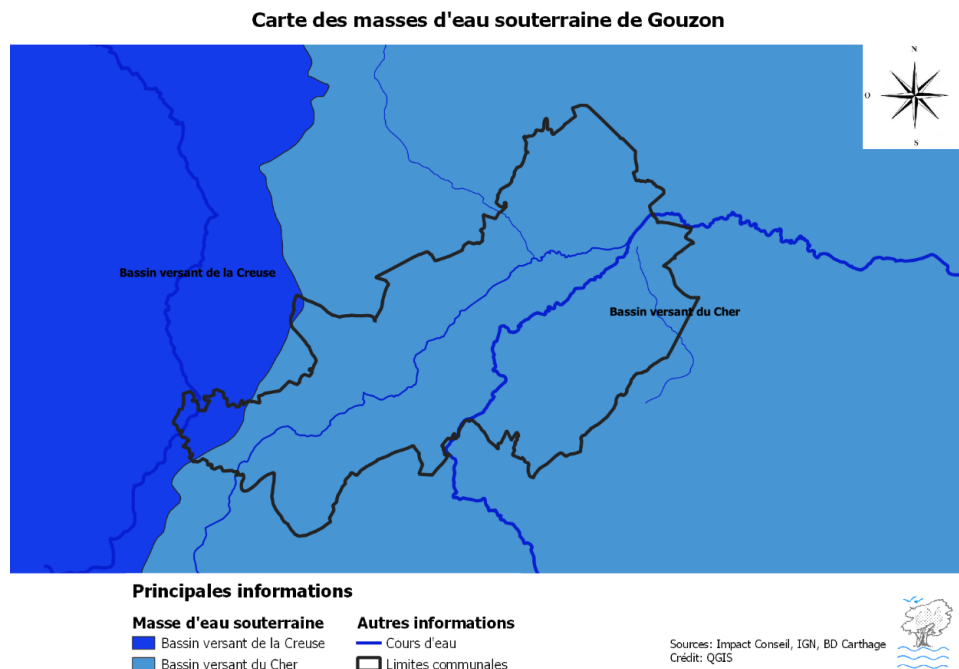 Carte des masses d'eau souterraine de Gouzon
N
O
S
Bassin versant de la Creuse
Bassin versant du Cher
Principales informations
Masse d'eau souterraine
Bassin versant de la Creuse
Bassin versant du Cher
Autres informations
Cours d'eau
Limites communales
Sources: Impact Conseil, IGN, BD Carthage
Crédit: QGIS